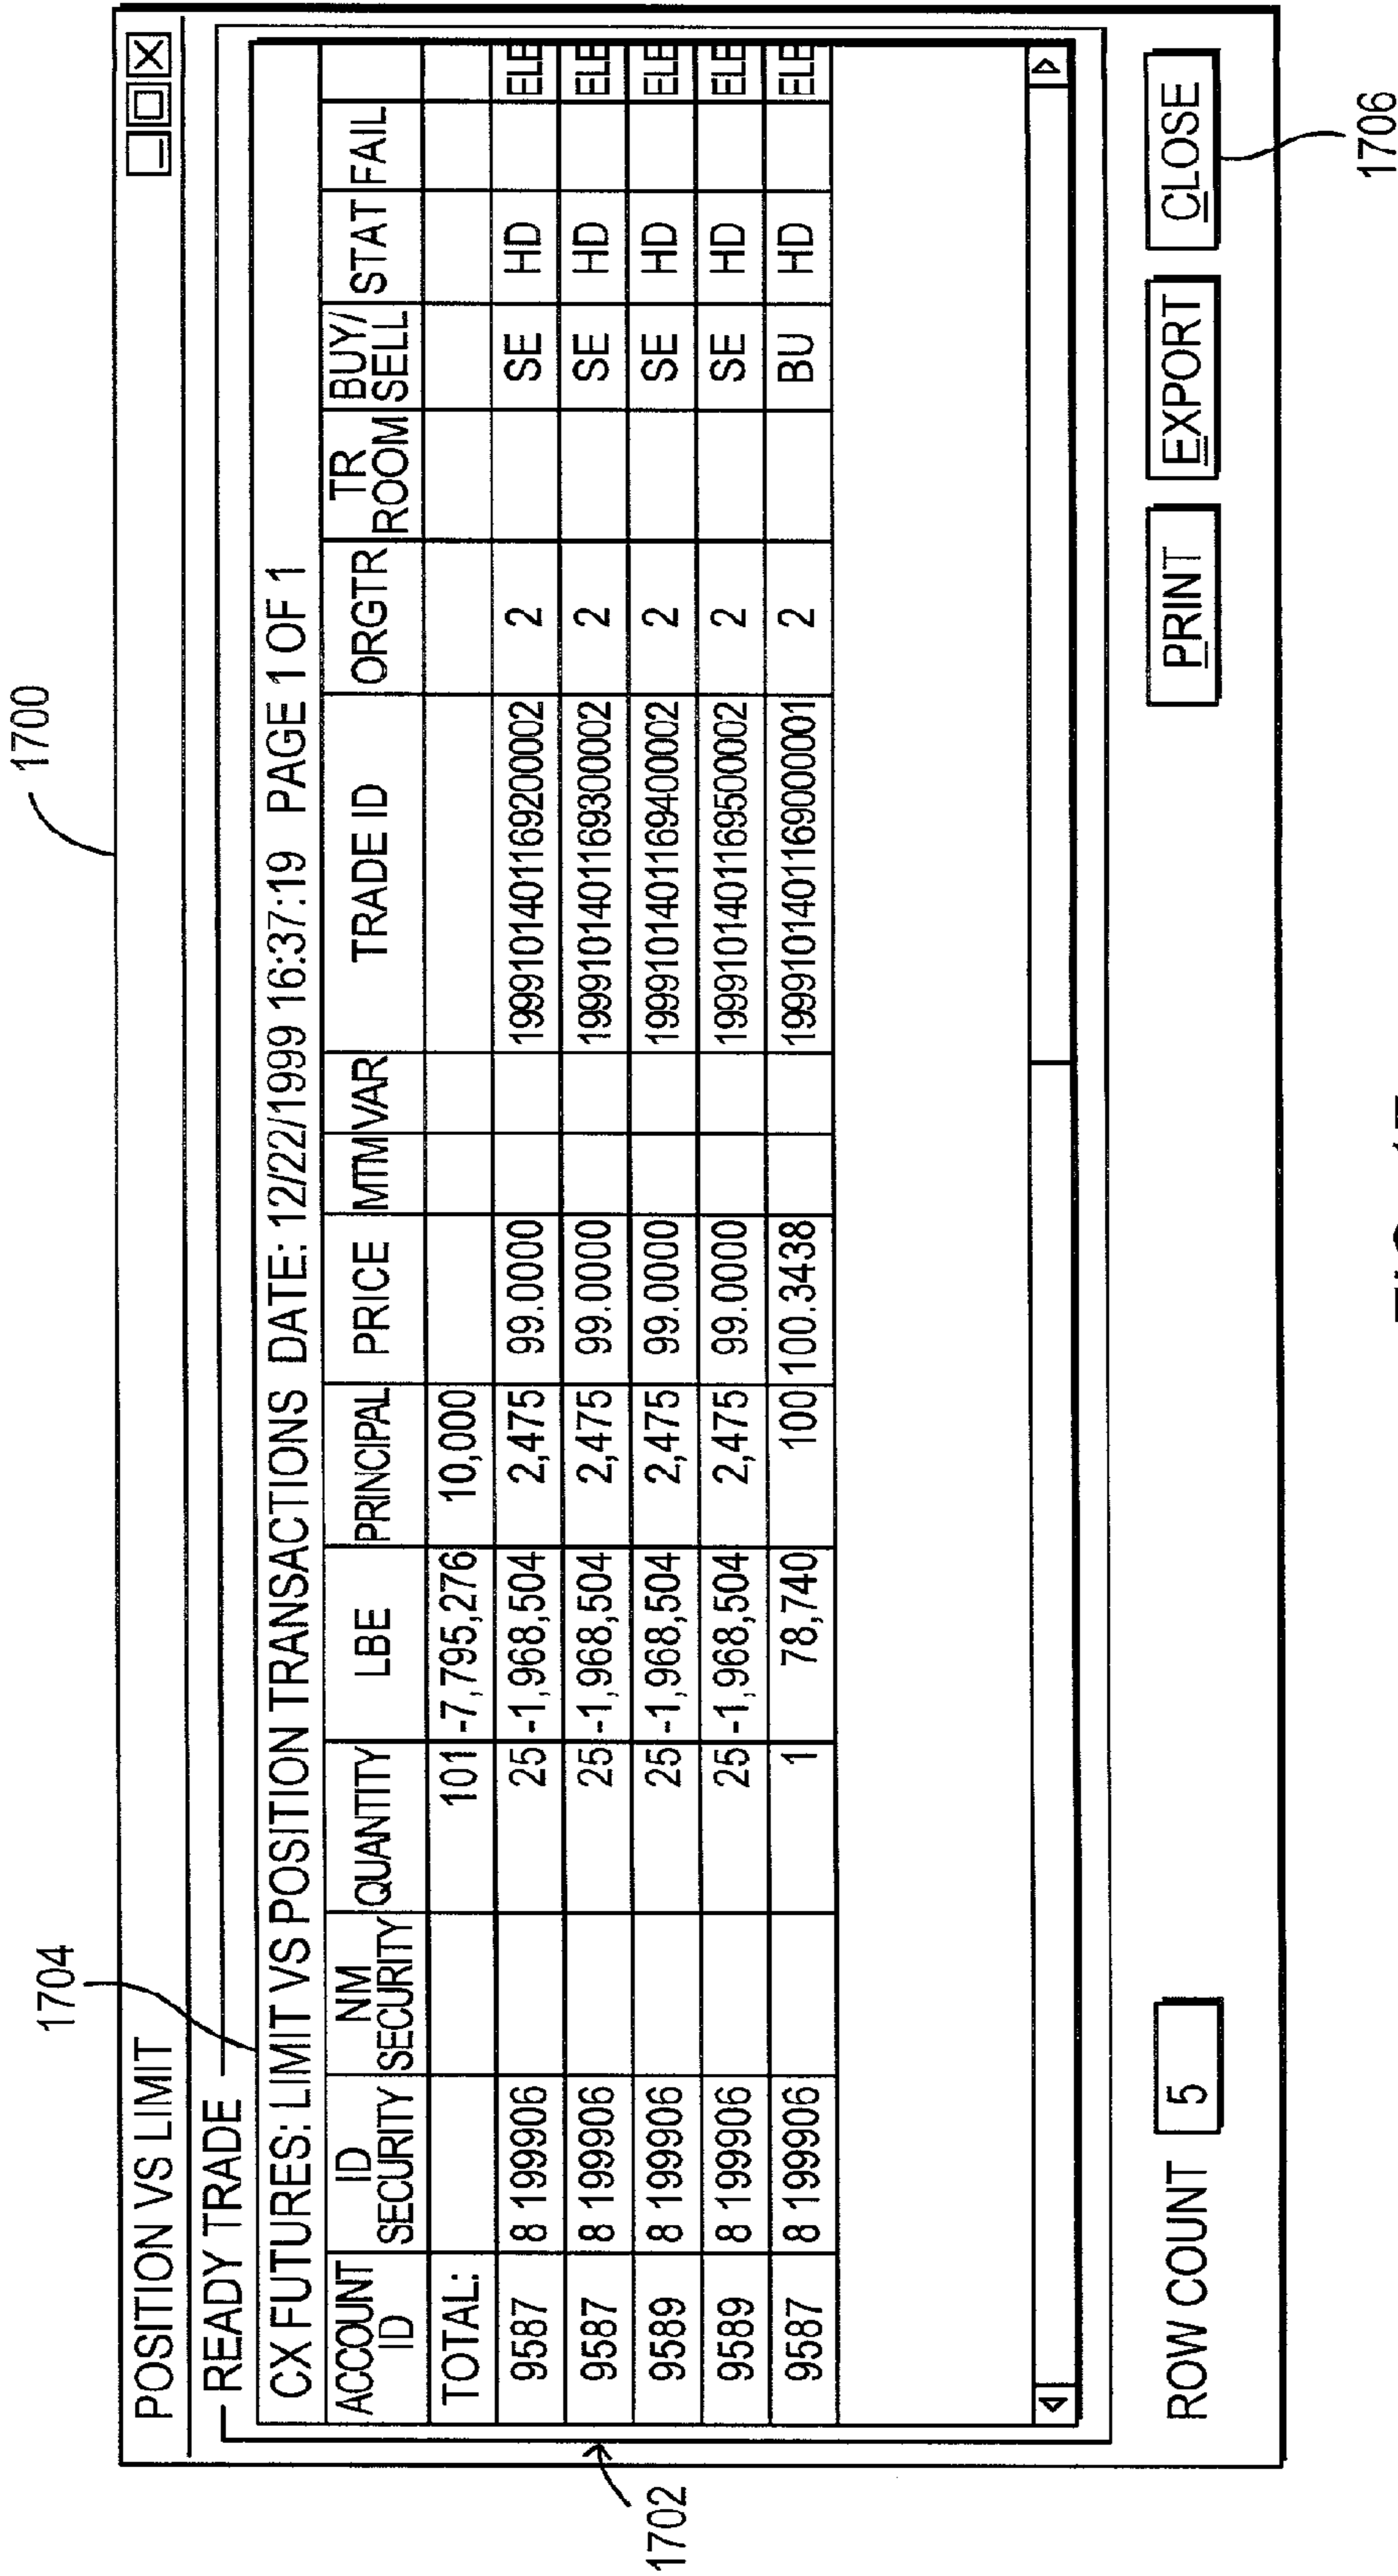 1700
1704
POSITION VS LIMIT
READY TRADE
CX FUTURES: LIMIT VS POSITION TRANSACTIONS DATE: 12/22/1999 16:37:19 PAGE 1 OF 1
ACCOUNT ID ID SECURITY NM SECURITY QUANTITY LBE PRINCIPAL PRICE MTM VAR TRADE ID ORGTR TR ROOM BUY/ SELL STAT FAIL
TOTAL: 101 -7,795,276 10,000
9587 8 199906 25 -1,968,504 2,475 99.0000 1999101401169200002 2 SE HD ELE
9587 8 199906 25 -1,968,504 2,475 99.0000 1999101401169300002 2 SE HD ELE
9589 8 199906 25 -1,968,504 2,475 99.0000 1999101401169400002 2 SE HD ELE
9589 8 199906 25 -1,968,504 2,475 99.0000 1999101401169500002 2 SE HD ELE
9587 8 199906 1 78,740 100 100.3438 1999101401169000001 2 BU HD ELE
1702
ROW COUNT 5
PRINT EXPORT CLOSE
1706